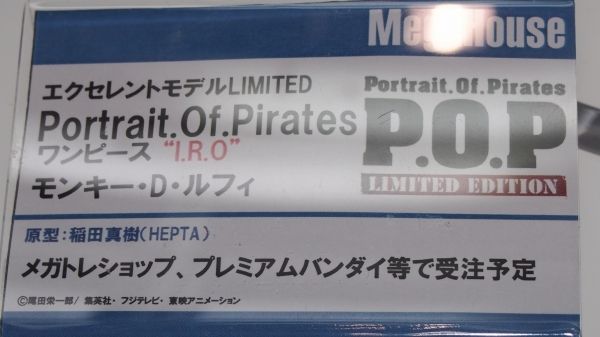 MegaHouse
エクセレントモデルLIMITED
Portrait.Of.Pirates
ワンピース "I.R.O"
モンキー・D・ルフィ
Portrait.Of.Pirates
P.O.P
LIMITED EDITION
原型:稲田真樹(HEPTA)
メガトレショップ、プレミアムバンダイ等で受注予定
©尾田栄一郎/ 集英社・フジテレビ・東映アニメーション